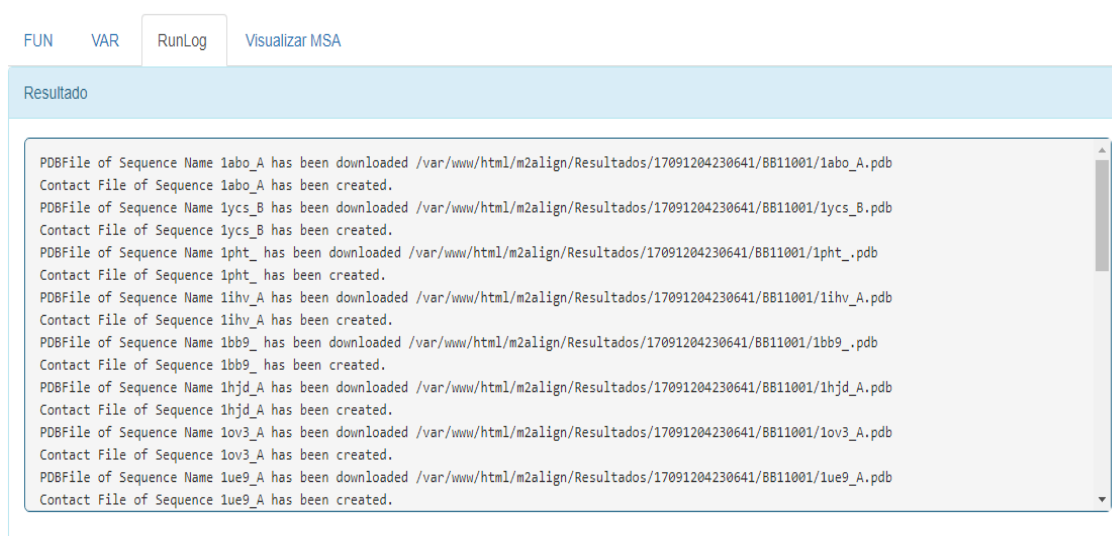 FUN VAR RunLog Visualizar MSA
Resultado
PDBFile of Sequence Name 1abo_A has been downloaded /var/www/html/m2align/Resultados/17091204230641/BB11001/1abo_A.pdb
Contact File of Sequence 1abo_A has been created.
PDBFile of Sequence Name 1ycs_B has been downloaded /var/www/html/m2align/Resultados/17091204230641/BB11001/1ycs_B.pdb
Contact File of Sequence 1ycs_B has been created.
PDBFile of Sequence Name 1pht_ has been downloaded /var/www/html/m2align/Resultados/17091204230641/BB11001/1pht_.pdb
Contact File of Sequence 1pht_ has been created.
PDBFile of Sequence Name 1ihv_A has been downloaded /var/www/html/m2align/Resultados/17091204230641/BB11001/1ihv_A.pdb
Contact File of Sequence 1ihv_A has been created.
PDBFile of Sequence Name 1bb9_ has been downloaded /var/www/html/m2align/Resultados/17091204230641/BB11001/1bb9_.pdb
Contact File of Sequence 1bb9_ has been created.
PDBFile of Sequence Name 1hjd_A has been downloaded /var/www/html/m2align/Resultados/17091204230641/BB11001/1hjd_A.pdb
Contact File of Sequence 1hjd_A has been created.
PDBFile of Sequence Name 1ov3_A has been downloaded /var/www/html/m2align/Resultados/17091204230641/BB11001/1ov3_A.pdb
Contact File of Sequence 1ov3_A has been created.
PDBFile of Sequence Name 1ue9_A has been downloaded /var/www/html/m2align/Resultados/17091204230641/BB11001/1ue9_A.pdb
Contact File of Sequence 1ue9_A has been created.